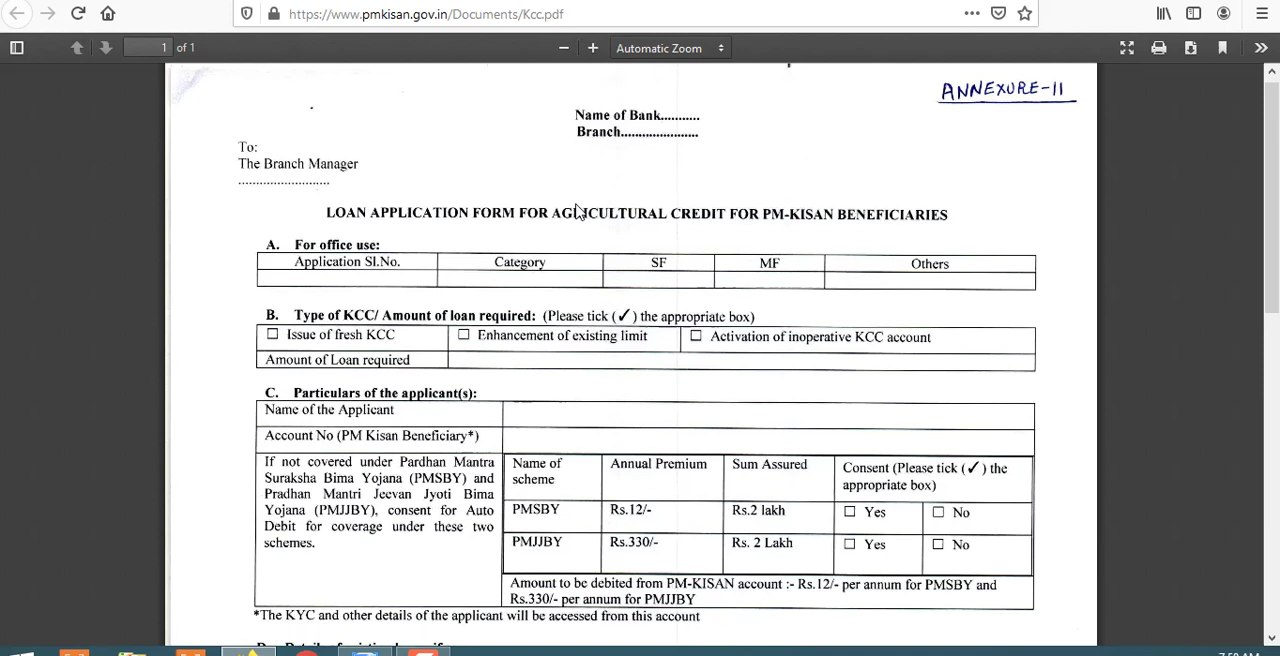 https://www.pmkisan.gov.in/Documents/Kcc.pdf
1 of 1
Automatic Zoom
ANNEXURE-II
Name of Bank...........
Branch......................
To:
The Branch Manager
..........................
LOAN APPLICATION FORM FOR AGRICULTURAL CREDIT FOR PM-KISAN BENEFICIARIES
A. For office use:
Application Sl.No. Category SF MF Others
B. Type of KCC/ Amount of loan required: (Please tick (✓) the appropriate box)
☐ Issue of fresh KCC ☐ Enhancement of existing limit ☐ Activation of inoperative KCC account
Amount of Loan required
C. Particulars of the applicant(s):
Name of the Applicant
Account No (PM Kisan Beneficiary*)
If not covered under Pardhan Mantra
Suraksha Bima Yojana (PMSBY) and
Pradhan Mantri Jeevan Jyoti Bima
Yojana (PMJJBY), consent for Auto
Debit for coverage under these two
schemes.
Name of
scheme
Annual Premium
Sum Assured
Consent (Please tick (✓) the
appropriate box)
PMSBY Rs.12/- Rs.2 lakh ☐ Yes ☐ No
PMJJBY Rs.330/- Rs. 2 Lakh ☐ Yes ☐ No
Amount to be debited from PM-KISAN account :- Rs.12/- per annum for PMSBY and
Rs.330/- per annum for PMJJBY
*The KYC and other details of the applicant will be accessed from this account